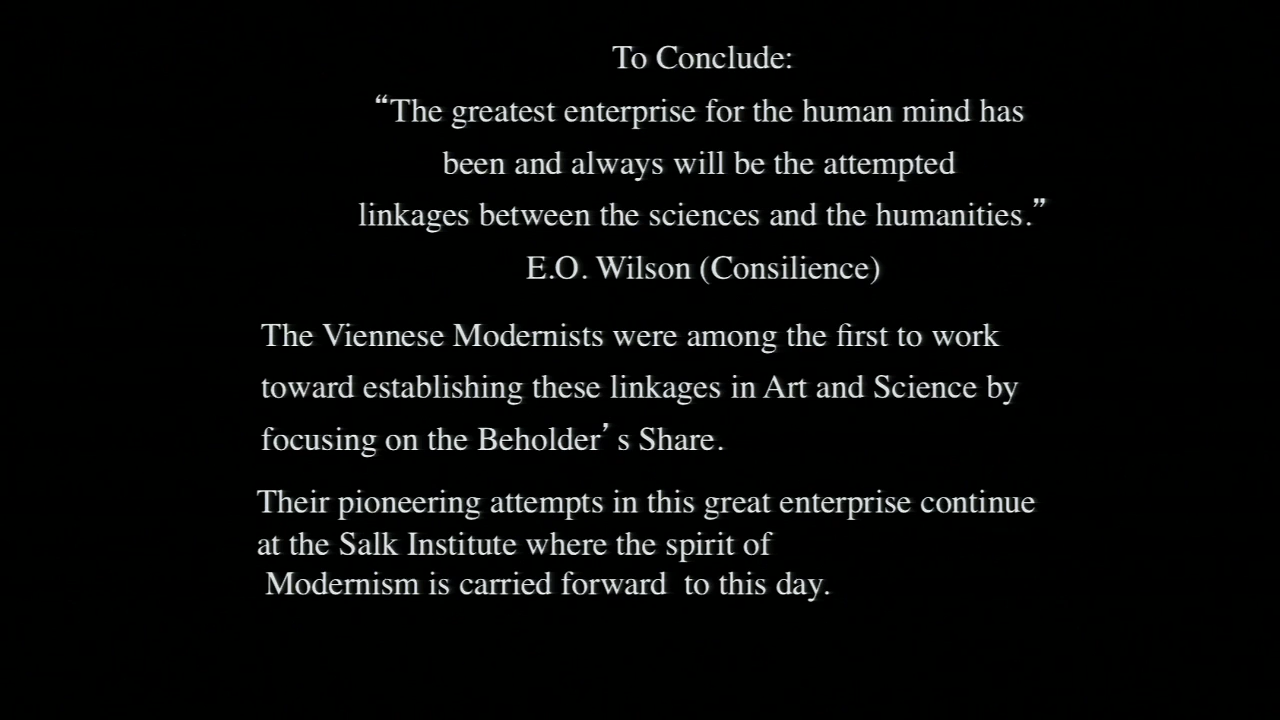 To Conclude:
“The greatest enterprise for the human mind has
been and always will be the attempted
linkages between the sciences and the humanities.”
E.O. Wilson (Consilience)
The Viennese Modernists were among the first to work
toward establishing these linkages in Art and Science by
focusing on the Beholder’s Share.
Their pioneering attempts in this great enterprise continue
at the Salk Institute where the spirit of
Modernism is carried forward to this day.